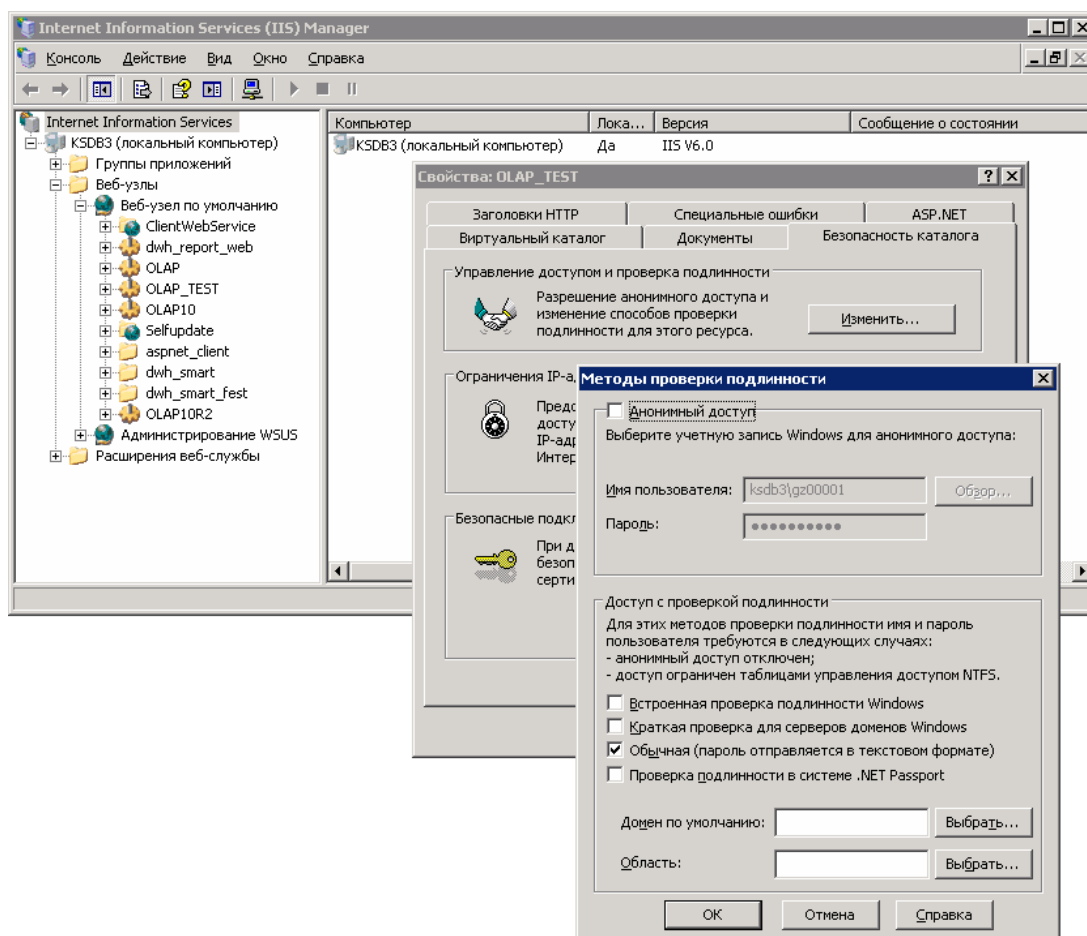 Internet Information Services (IIS) Manager
Консоль Действие Вид Окно Справка
Internet Information Services
KSDB3 (локальный компьютер)
Группы приложений
Веб-узлы
Веб-узел по умолчанию
ClientWebService
dwh_report_web
OLAP
OLAP_TEST
OLAP10
Selfupdate
aspnet_client
dwh_smart
dwh_smart_fest
OLAP10R2
Администрирование WSUS
Расширения веб-службы
Компьютер Лока... Версия Сообщение о состоянии
KSDB3 (локальный компьютер) Да IIS V6.0
Свойства: OLAP_TEST
Заголовки HTTP Специальные ошибки ASP.NET
Виртуальный каталог Документы Безопасность каталога
Управление доступом и проверка подлинности
Разрешение анонимного доступа и
изменение способов проверки
подлинности для этого ресурса.
Изменить...
Ограничения IP-а
Предо
досту
IP-адр
Интер
Безопасные подкл
При д
безоп
серти
Методы проверки подлинности
Анонимный доступ
Выберите учетную запись Windows для анонимного доступа:
Имя пользователя: ksdb3\gz00001 Обзор...
Пароль: ●●●●●●●●●●
Доступ с проверкой подлинности
Для этих методов проверки подлинности имя и пароль
пользователя требуются в следующих случаях:
- анонимный доступ отключен;
- доступ ограничен таблицами управления доступом NTFS.
Встроенная проверка подлинности Windows
Краткая проверка для серверов доменов Windows
Обычная (пароль отправляется в текстовом формате)
Проверка подлинности в системе .NET Passport
Домен по умолчанию: Выбрать...
Область: Выбрать...
ОК Отмена Справка